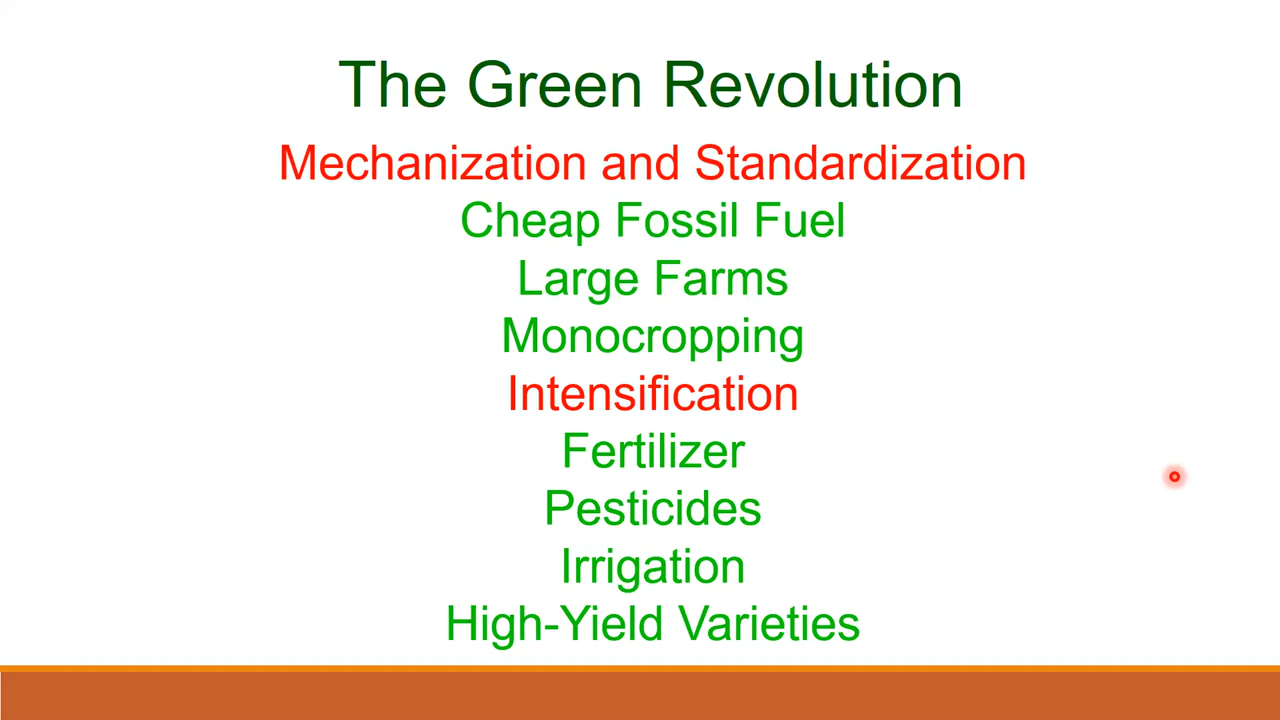 The Green Revolution
Mechanization and Standardization
Cheap Fossil Fuel
Large Farms
Monocropping
Intensification
Fertilizer
Pesticides
Irrigation
High-Yield Varieties